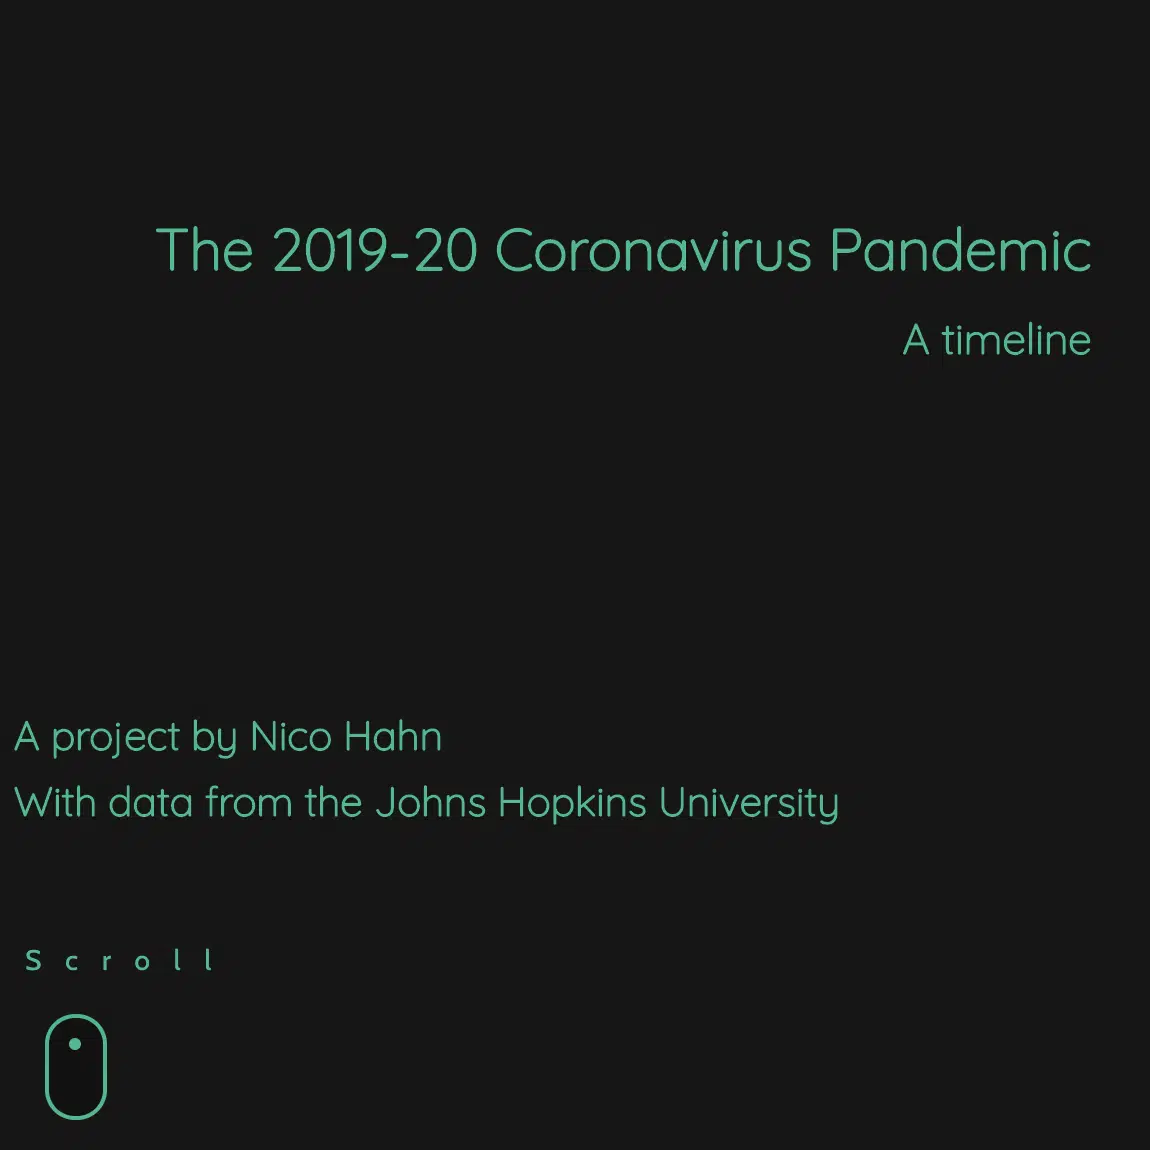 The 2019-20 Coronavirus Pandemic
A timeline
A project by Nico Hahn
With data from the Johns Hopkins University
Scroll